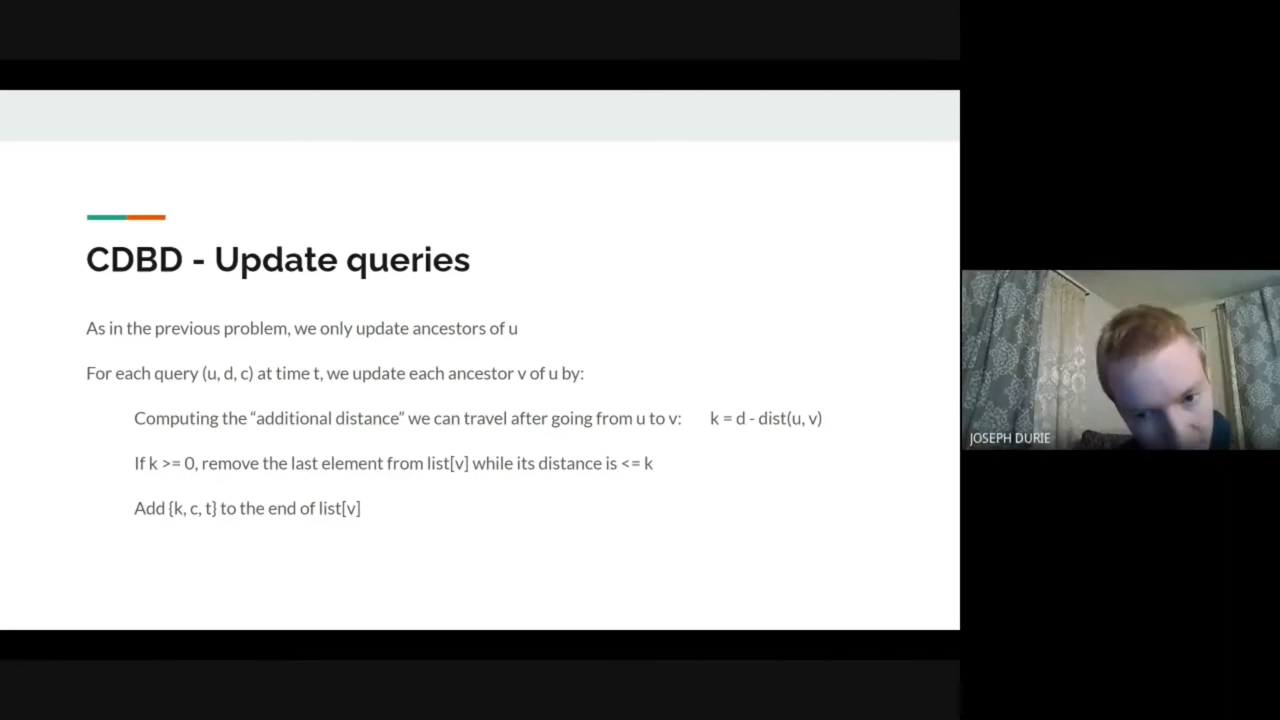 CDBD - Update queries
As in the previous problem, we only update ancestors of u
For each query (u, d, c) at time t, we update each ancestor v of u by:
Computing the “additional distance” we can travel after going from u to v: k = d - dist(u, v)
If k >= 0, remove the last element from list[v] while its distance is <= k
Add {k, c, t} to the end of list[v]
JOSEPH DURIE